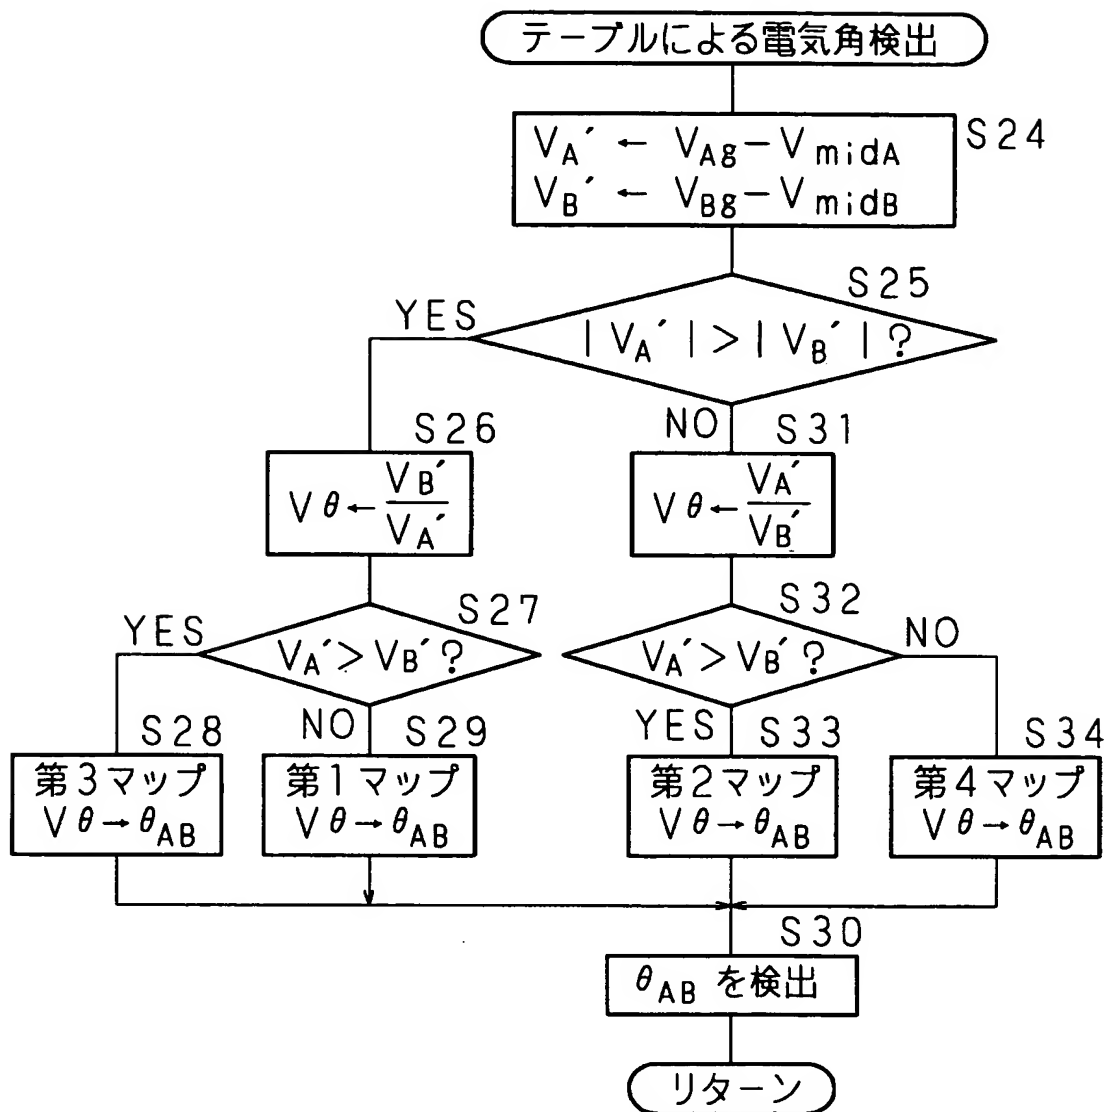 テーブルによる電気角検出
S24
VA′ ← VAg－VmidA
VB′ ← VBg－VmidB
S25
YES
｜VA′｜＞｜VB′｜？
NO
S26
Vθ←VB′/VA′
S31
Vθ←VA′/VB′
S27
YES
VA′＞VB′？
NO
S32
VA′＞VB′？
NO
YES
S28
第3マップ
Vθ→θAB
S29
第1マップ
Vθ→θAB
S33
第2マップ
Vθ→θAB
S34
第4マップ
Vθ→θAB
S30
θAB を検出
リターン